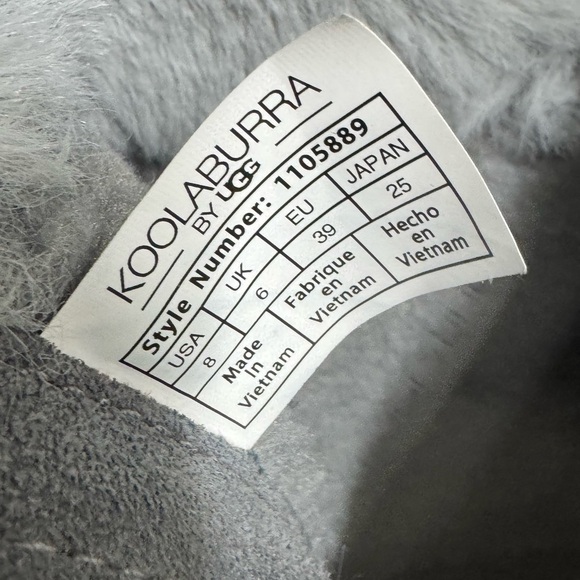 KOOLABURRA
BY UGG
Style Number: 1105889
USA UK EU JAPAN
8 6 39 25
Made
In
Vietnam
Fabrique
en
Vietnam
Hecho
en
Vietnam